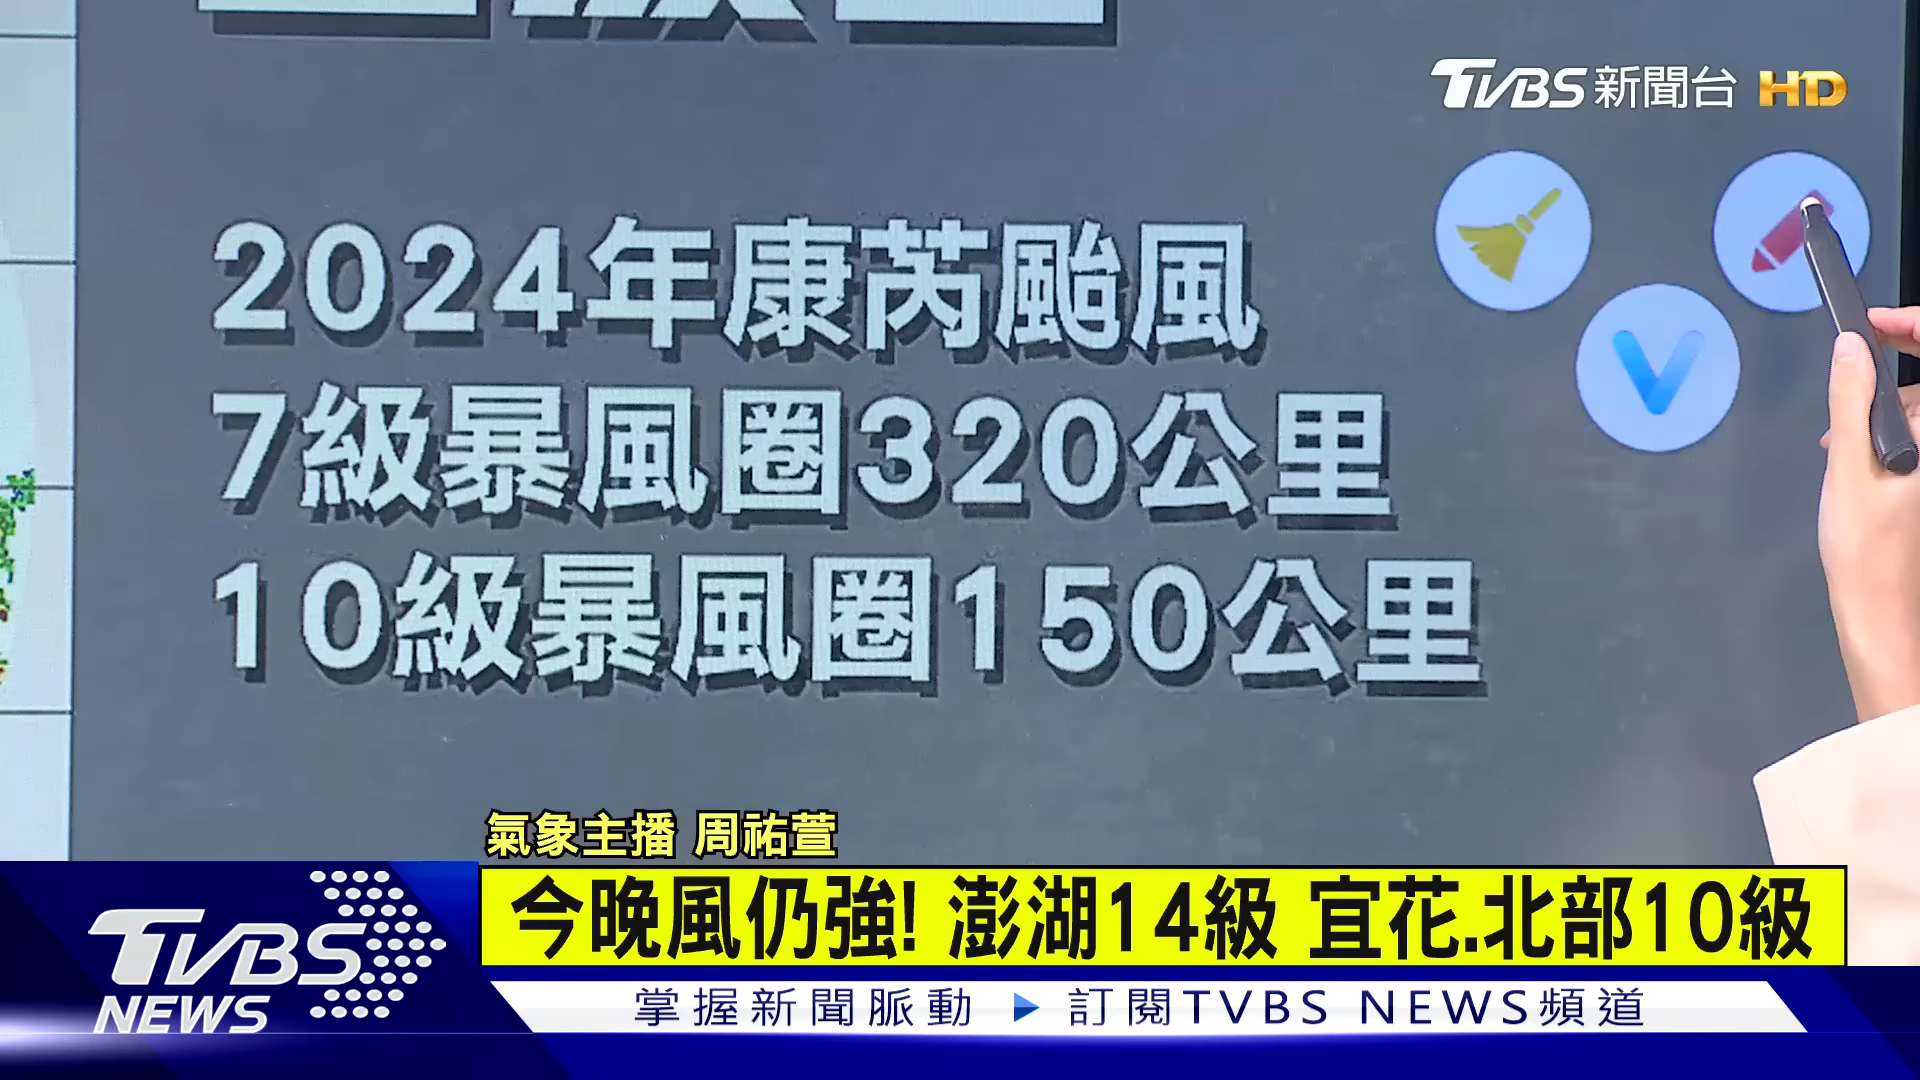 TVBS新聞台 HD
2024年康芮颱風
7級暴風圈320公里
10級暴風圈150公里
氣象主播 周祐萱
今晚風仍強! 澎湖14級 宜花.北部10級
TVBS NEWS
掌握新聞脈動 ▶ 訂閱TVBS NEWS頻道